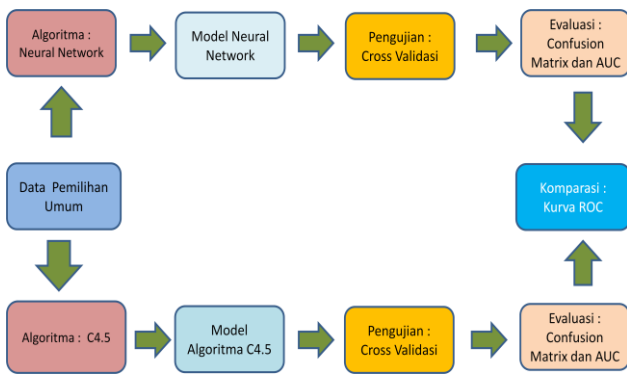 Algoritma :
Neural Network
Model Neural
Network
Pengujian :
Cross Validasi
Evaluasi :
Confusion
Matrix dan AUC
Data Pemilihan
Umum
Komparasi :
Kurva ROC
Algoritma : C4.5
Model
Algoritma C4.5
Pengujian :
Cross Validasi
Evaluasi :
Confusion
Matrix dan AUC